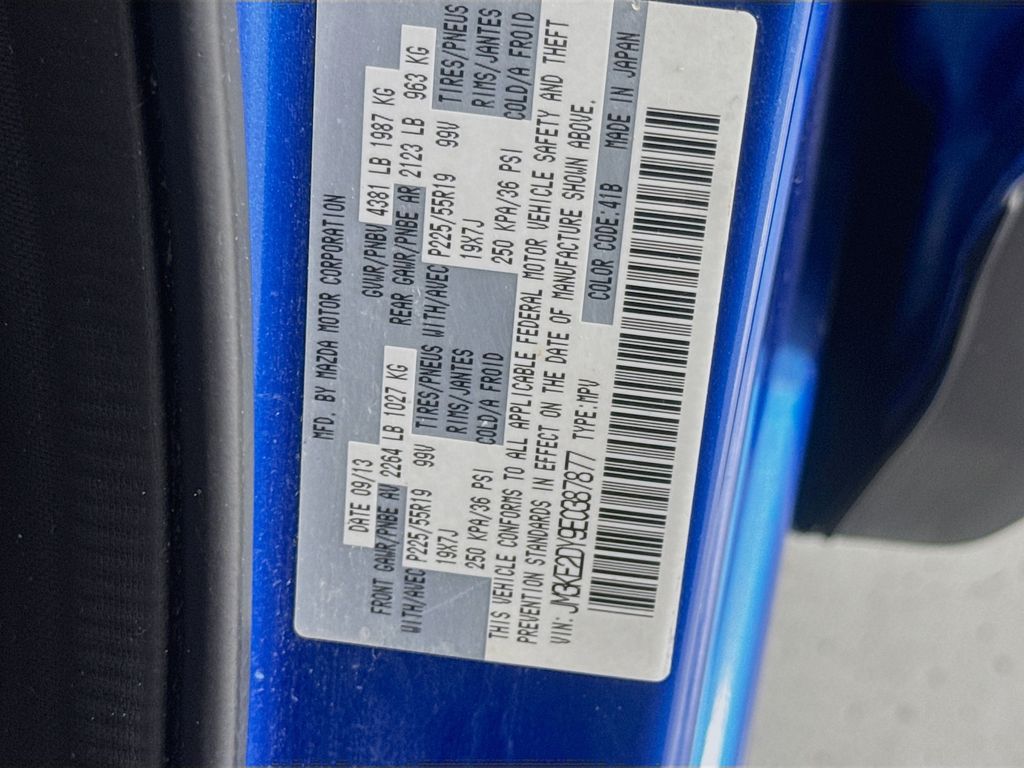 MFD. BY MAZDA MOTOR CORPORATION
DATE 09/13 GVWR/PNBV 4381 LB 1987 KG
FRONT GAWR/PNBE AV 2264 LB 1027 KG REAR GAWR/PNBE AR 2123 LB 963 KG
WITH/AVEC P225/55R19 99V TIRES/PNEUS WITH/AVEC P225/55R19 99V TIRES/PNEUS
19X7J RIMS/JANTES 19X7J RIMS/JANTES
250 KPA/36 PSI COLD/A FROID 250 KPA/36 PSI COLD/A FROID
THIS VEHICLE CONFORMS TO ALL APPLICABLE FEDERAL MOTOR VEHICLE SAFETY AND THEFT
PREVENTION STANDARDS IN EFFECT ON THE DATE OF MANUFACTURE SHOWN ABOVE.
VIN: JM3KE2DY9E0387877 TYPE:MPV COLOR CODE:41B MADE IN JAPAN